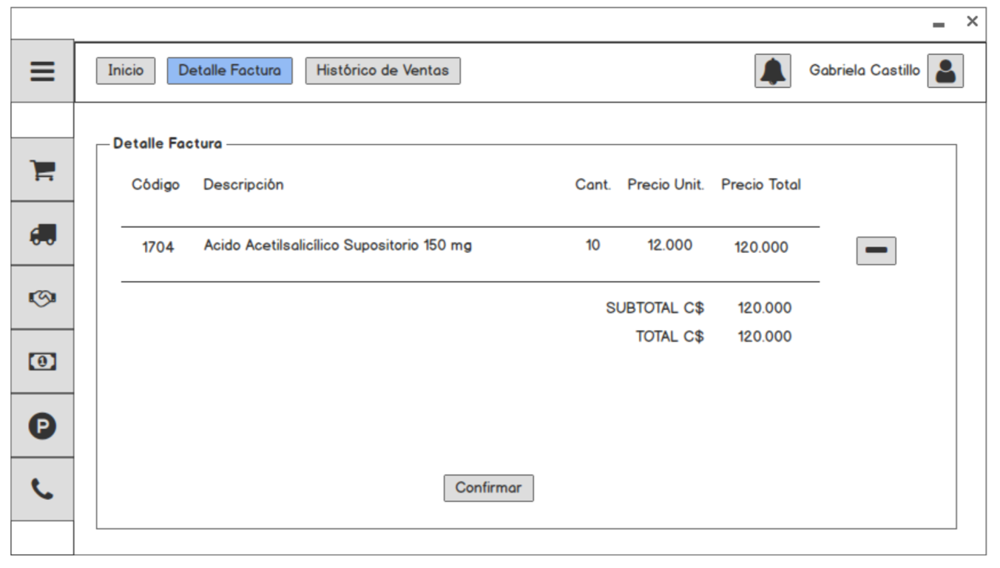 Inicio Detalle Factura Histórico de Ventas Gabriela Castillo
Detalle Factura
Código Descripción Cant. Precio Unit. Precio Total
1704 Acido Acetilsalicílico Supositorio 150 mg 10 12.000 120.000
SUBTOTAL C$ 120.000
TOTAL C$ 120.000
1
P
Confirmar